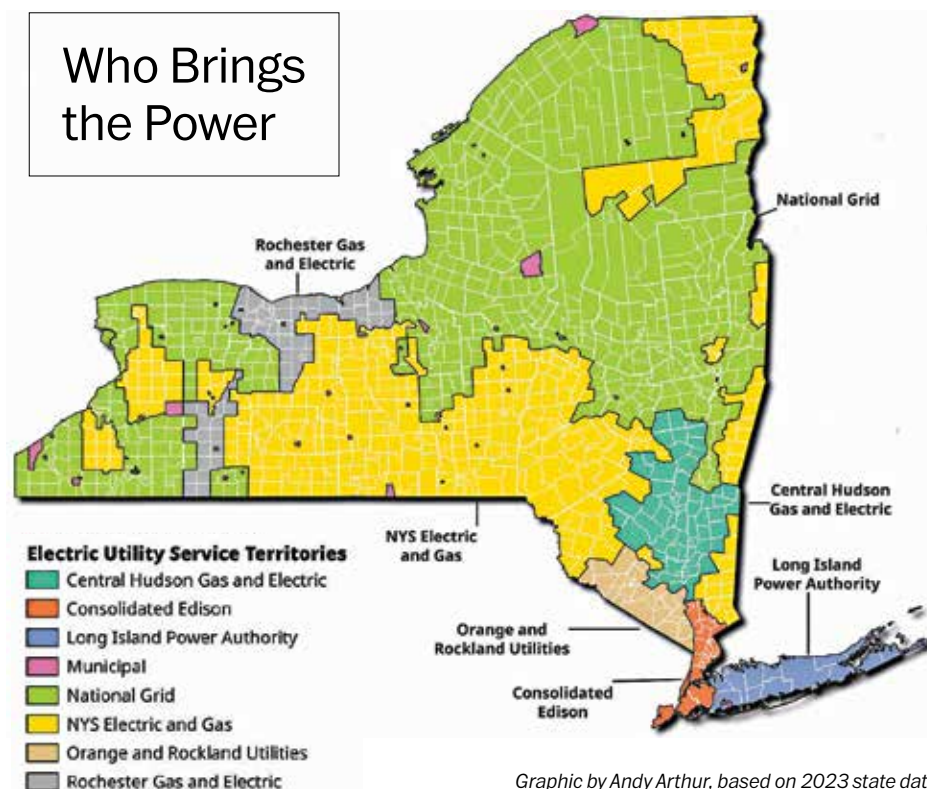 Who Brings
the Power
National Grid
Rochester Gas
and Electric
Central Hudson
Gas and Electric
NYS Electric
and Gas
Long Island
Power Authority
Orange and
Rockland Utilities
Consolidated
Edison
Electric Utility Service Territories
Central Hudson Gas and Electric
Consolidated Edison
Long Island Power Authority
Municipal
National Grid
NYS Electric and Gas
Orange and Rockland Utilities
Rochester Gas and Electric
Graphic by Andy Arthur, based on 2023 state dat